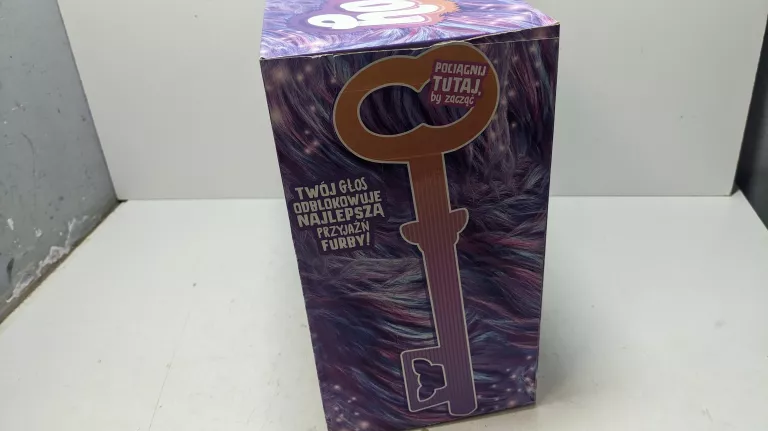 POCIĄGNIJ
TUTAJ,
by zacząć
TWÓJ GŁOS
ODBLOKOWUJE
NAJLEPSZĄ
PRZYJAŹŃ
FURBY!